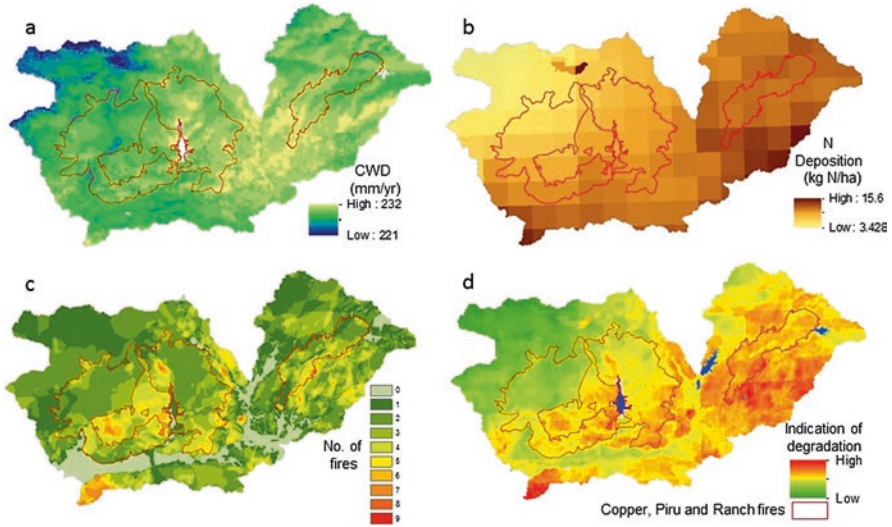 a
CWD
(mm/yr)
High : 232
Low : 221
b
N
Deposition
(kg N/ha)
High : 15.6
Low : 3.428
c
No. of
fires
0
1
2
3
4
5
6
7
8
9
d
Indication of
degradation
High
Low
Copper, Piru and Ranch fires